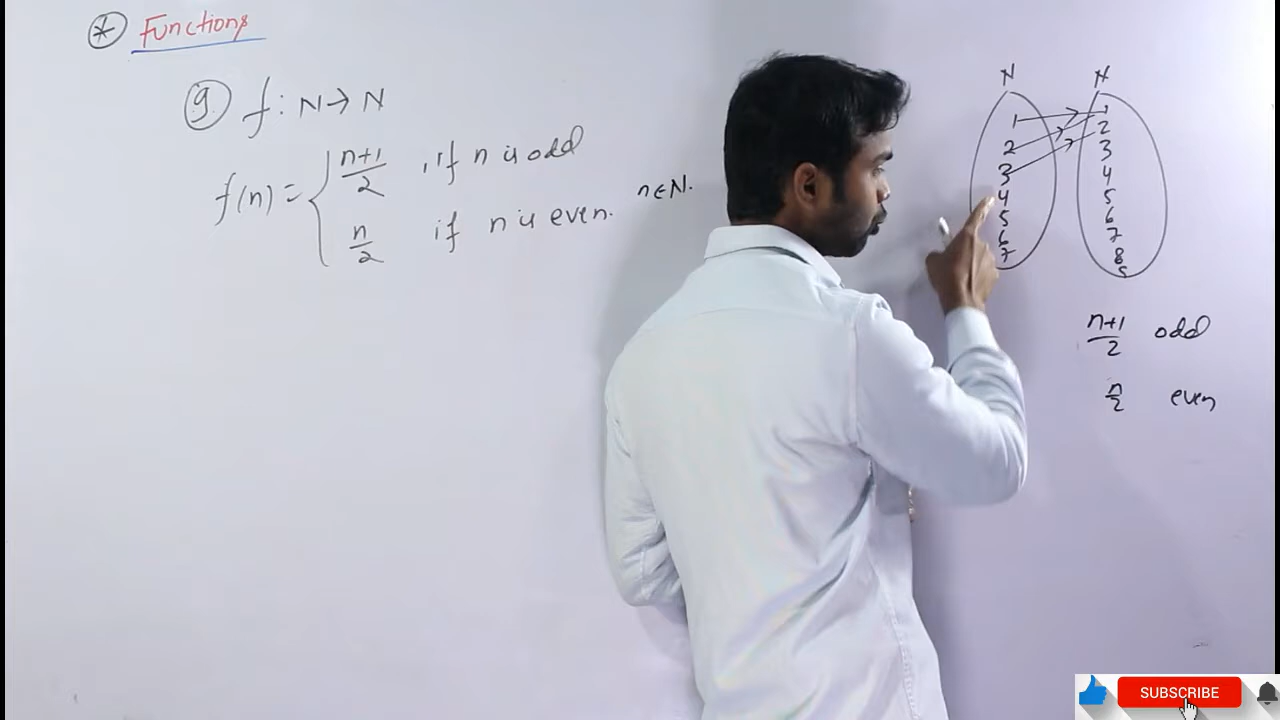 * Functions
9. f : N → N
f(n) = { n+1/2 , if n is odd
n/2 if n is even. n∈N.
N N
1 1
2 2
3 3
4 4
5 5
6 6
7 7
8
9
n+1/2 odd
n/2 even
SUBSCRIBE